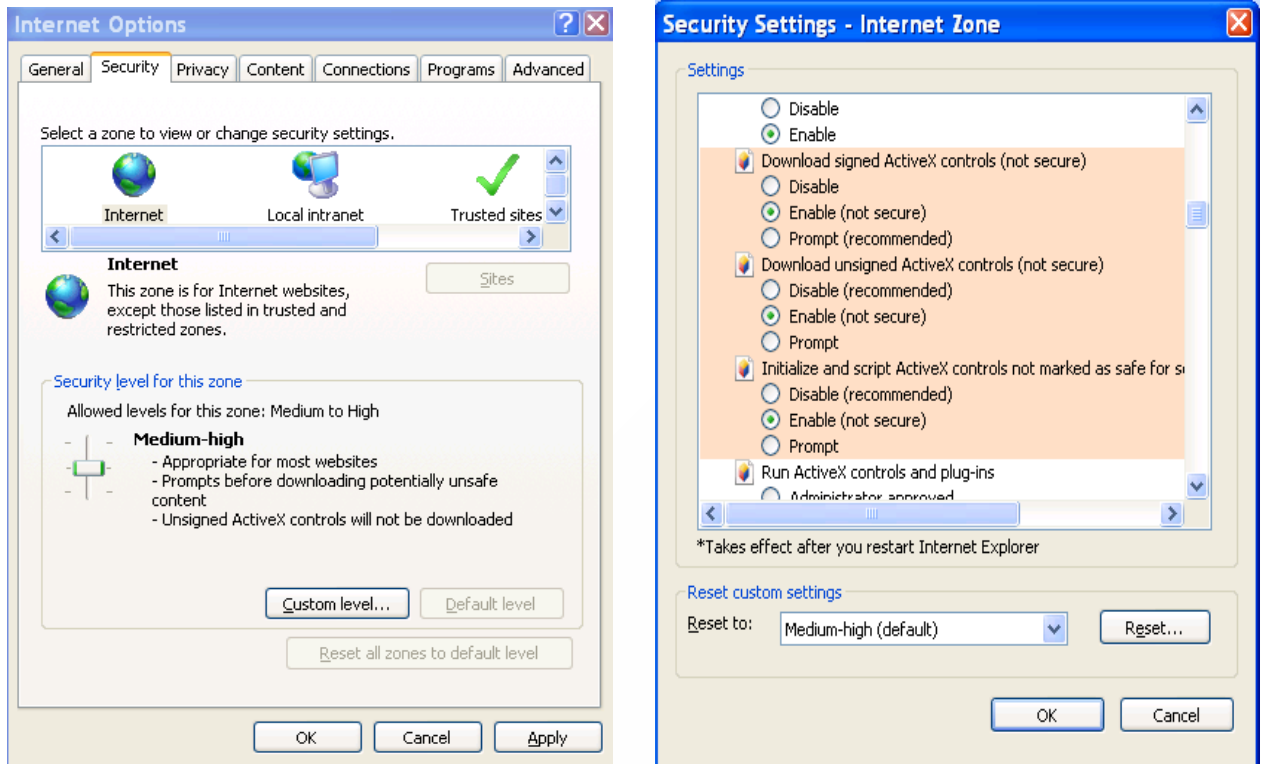 Internet Options
General Security Privacy Content Connections Programs Advanced
Select a zone to view or change security settings.
Internet Local intranet Trusted sites
Internet
Sites
This zone is for Internet websites,
except those listed in trusted and
restricted zones.
Security level for this zone
Allowed levels for this zone: Medium to High
Medium-high
- Appropriate for most websites
- Prompts before downloading potentially unsafe
content
- Unsigned ActiveX controls will not be downloaded
Custom level... Default level
Reset all zones to default level
OK Cancel Apply
Security Settings - Internet Zone
Settings
Disable
Enable
Download signed ActiveX controls (not secure)
Disable
Enable (not secure)
Prompt (recommended)
Download unsigned ActiveX controls (not secure)
Disable (recommended)
Enable (not secure)
Prompt
Initialize and script ActiveX controls not marked as safe for
Disable (recommended)
Enable (not secure)
Prompt
Run ActiveX controls and plug-ins
Administrator approved
*Takes effect after you restart Internet Explorer
Reset custom settings
Reset to: Medium-high (default) Reset...
OK Cancel